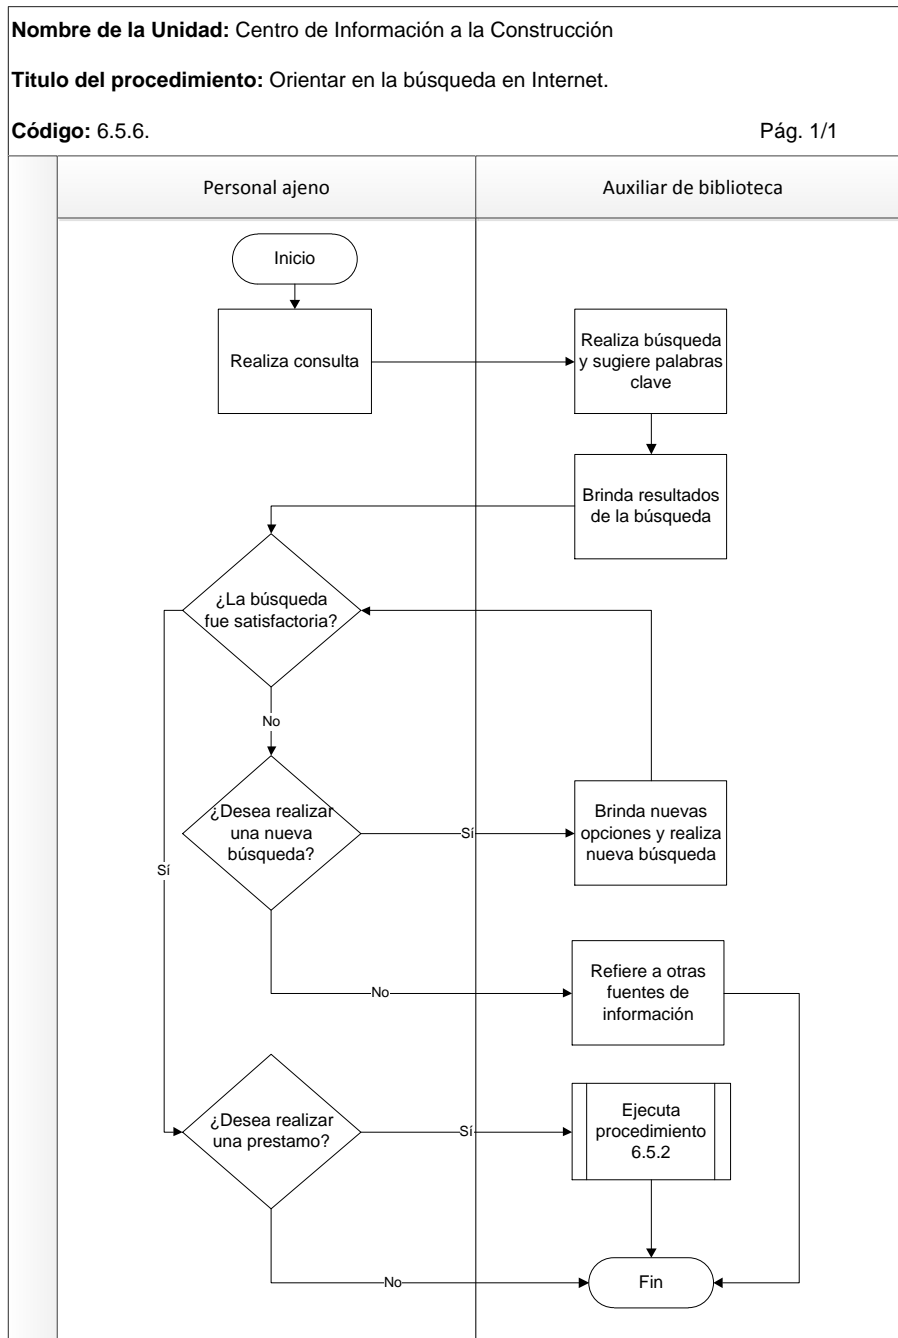 Nombre de la Unidad: Centro de Información a la Construcción
Titulo del procedimiento: Orientar en la búsqueda en Internet.
Código: 6.5.6. Pág. 1/1
Personal ajeno
Auxiliar de biblioteca
Inicio
Realiza consulta
Realiza búsqueda
y sugiere palabras
clave
Brinda resultados
de la búsqueda
¿La búsqueda
fue satisfactoria?
No
¿Desea realizar
una nueva
búsqueda?
Sí
Brinda nuevas
opciones y realiza
nueva búsqueda
Sí
No
Refiere a otras
fuentes de
información
¿Desea realizar
una prestamo?
Sí
Ejecuta
procedimiento
6.5.2
No
Fin